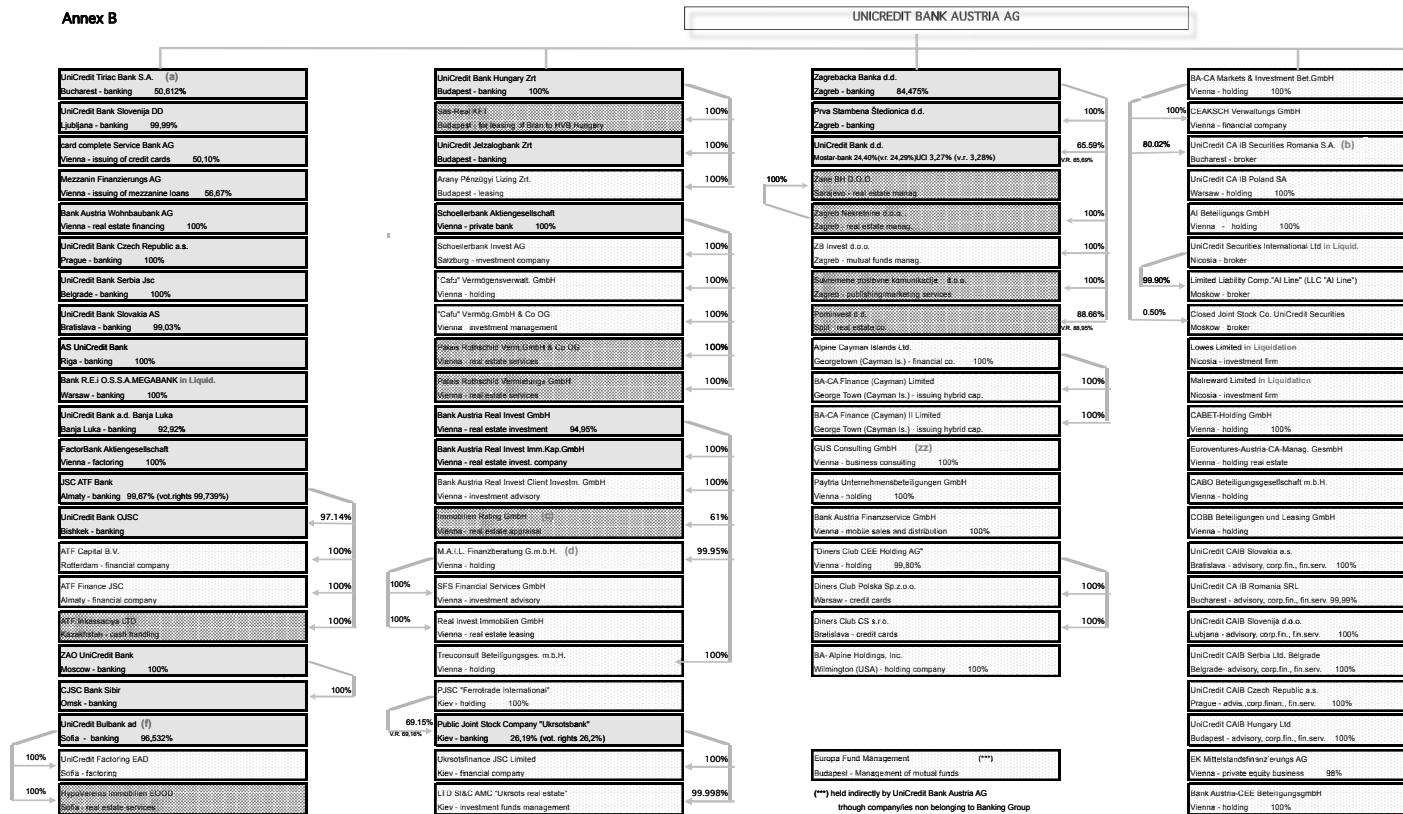 Annex B
UNICREDIT BANK AUSTRIA AG
UniCredit Tiriac Bank S.A. (a)
Bucharest - banking 50,612%
UniCredit Bank Slovenija DD
Ljubljana - banking 99,99%
card complete Service Bank AG
Vienna - issuing of credit cards 50,10%
Mezzanin Finanzierungs AG
Vienna - issuing of mezzanine loans 56,67%
Bank Austria Wohnbaubank AG
Vienna - real estate financing 100%
UniCredit Bank Czech Republic a.s.
Prague - banking 100%
UniCredit Bank Serbia Jsc
Belgrade - banking 100%
UniCredit Bank Slovakia AS
Bratislava - banking 99,03%
AS UniCredit Bank
Riga - banking 100%
Bank R.E.i O.S.S.A.MEGABANK in Liquid.
Warsaw - banking 100%
UniCredit Bank a.d. Banja Luka
Banja Luka - banking 92,92%
FactorBank Aktiengesellschaft
Vienna - factoring 100%
JSC ATF Bank
Almaty - banking 99,67% (vot.rights 99,739%)
UniCredit Bank OJSC
Bishkek - banking
97.14%
ATF Capital B.V.
Rotterdam - financial company
100%
ATF Finance JSC
Almaty - financial company
100%
ATF Inkassaciya LTD
Kazakhstan - cash handling
100%
ZAO UniCredit Bank
Moscow - banking 100%
CJSC Bank Sibir
Omsk - banking
100%
UniCredit Bulbank ad (f)
Sofia - banking 96,532%
100%
UniCredit Factoring EAD
Sofia - factoring
100%
HypoVereins Immobilien EOOD
Sofia - real estate services
UniCredit Bank Hungary Zrt
Budapest - banking 100%
Sas-Real KFT
Budapest - for leasing of Bran.to HVB Hungary
100%
UniCredit Jelzalogbank Zrt
Budapest - banking
100%
Arany Pénzügyi Lizing Zrt.
Budapest - leasing
100%
Schoellerbank Aktiengesellschaft
Vienna - private bank 100%
Schoellerbank Invest AG
Salzburg - investment company
100%
"Cafu" Vermögensverwalt. GmbH
Vienna - holding
100%
"Cafu" Vermög.GmbH & Co OG
Vienna - investment management
100%
Palais Rothschild Verm.GmbH & Co OG
Vienna - real estate services
100%
Palais Rothschild Vermietungs GmbH
Vienna - real estate services
100%
Bank Austria Real Invest GmbH
Vienna - real estate investment 94,95%
Bank Austria Real Invest Imm.Kap.GmbH
Vienna - real estate invest. company
100%
Bank Austria Real Invest Client Investm. GmbH
Vienna - investment advisory
100%
Immobilien Rating GmbH (c)
Vienna - real estate appraisal
61%
M.A.I.L. Finanzberatung G.m.b.H. (d)
Vienna - holding
99.95%
100%
SFS Financial Services GmbH
Vienna - investment advisory
100%
Real Invest Immobilien GmbH
Vienna - real estate leasing
Treuconsult Beteiligungsges. m.b.H.
Vienna - holding
100%
PJSC "Ferrotrade International"
Kiev - holding 100%
69.15%
V.R. 69,16%
Public Joint Stock Company "Ukrsotsbank"
Kiev - banking 26,19% (vot. rights 26,2%)
Ukrsotsfinance JSC Limited
Kiev - financial company
100%
LTD SI&C AMC "Ukrsots real estate"
Kiev - investment funds management
99.998%
Zagrebacka Banka d.d.
Zagreb - banking 84,475%
Prva Stambena Štedionica d.d.
Zagreb - banking
100%
UniCredit Bank d.d.
Mostar-bank 24,40%(v.r. 24,29%)UCI 3,27% (v.r. 3,28%)
65.59%
V.R. 65,69%
100%
Zane BH D.O.O.
Sarajevo - real estate manag.
Zagreb Nekretnine d.o.o.
Zagreb - real estate manag.
100%
ZB Invest d.o.o.
Zagreb - mutual funds manag.
100%
Suvremene poslovne komunikacije d.o.o.
Zagreb - publishing/marketing services
100%
Pominvest d.d.
Split - real estate co.
88.66%
V.R. 88,95%
Alpine Cayman Islands Ltd.
Georgetown (Cayman Is.) - financial co. 100%
BA-CA Finance (Cayman) Limited
George Town (Cayman Is.) - issuing hybrid cap.
100%
BA-CA Finance (Cayman) II Limited
George Town (Cayman Is.) - issuing hybrid cap.
100%
GUS Consulting GmbH (zz)
Vienna - business consulting 100%
Paytria Unternehmensbeteiligungen GmbH
Vienna - holding 100%
Bank Austria Finanzservice GmbH
Vienna - mobile sales and distribution 100%
"Diners Club CEE Holding AG"
Vienna - holding 99,80%
Diners Club Polska Sp.z.o.o.
Warsaw - credit cards
100%
Diners Club CS s.r.o.
Bratislava - credit cards
100%
BA- Alpine Holdings, Inc.
Wilmington (USA) - holding company 100%
Europa Fund Management (***)
Budapest - Management of mutual funds
(***) held indirectly by UniCredit Bank Austria AG
trhough company/ies non belonging to Banking Group
BA-CA Markets & Investment Bet.GmbH
Vienna - holding 100%
100%
CEAKSCH Verwaltungs GmbH
Vienna - financial company
80.02%
UniCredit CA IB Securities Romania S.A. (b)
Bucharest - broker
UniCredit CA IB Poland SA
Warsaw - holding 100%
AI Beteiligungs GmbH
Vienna - holding 100%
UniCredit Securities International Ltd in Liquid.
Nicosia - broker
99.90%
Limited Liability Comp."AI Line" (LLC "AI Line")
Moskow - broker
0.50%
Closed Joint Stock Co. UniCredit Securities
Moskow - broker
Lowes Limited in Liquidation
Nicosia - investment firm
Malreward Limited in Liquidation
Nicosia - investment firm
CABET-Holding GmbH
Vienna - holding 100%
Euroventures-Austria-CA-Manag. GesmbH
Vienna - holding real estate
CABO Beteiligungsgesellschaft m.b.H.
Vienna - holding 100%
COBB Beteiligungen und Leasing GmbH
Vienna - holding 100%
UniCredit CAIB Slovakia a.s.
Bratislava - advisory, corp.fin., fin.serv. 100%
UniCredit CA IB Romania SRL
Bucharest - advisory, corp.fin., fin.serv. 99,99%
UniCredit CAIB Slovenija d.o.o.
Lubjana - advisory, corp.fin., fin.serv. 100%
UniCredit CAIB Serbia Ltd. Belgrade
Belgrade- advisory, corp.fin., fin.serv. 100%
UniCredit CAIB Czech Republic a.s.
Prague - advis.,corp.finan., fin.serv. 100%
UniCredit CAIB Hungary Ltd
Budapest - advisory, corp.fin., fin.serv. 100%
EK Mittelstandsfinanzierungs AG
Vienna - private equity business 98%
Bank Austria-CEE BeteiligungsgmbH
Vienna - holding 100%